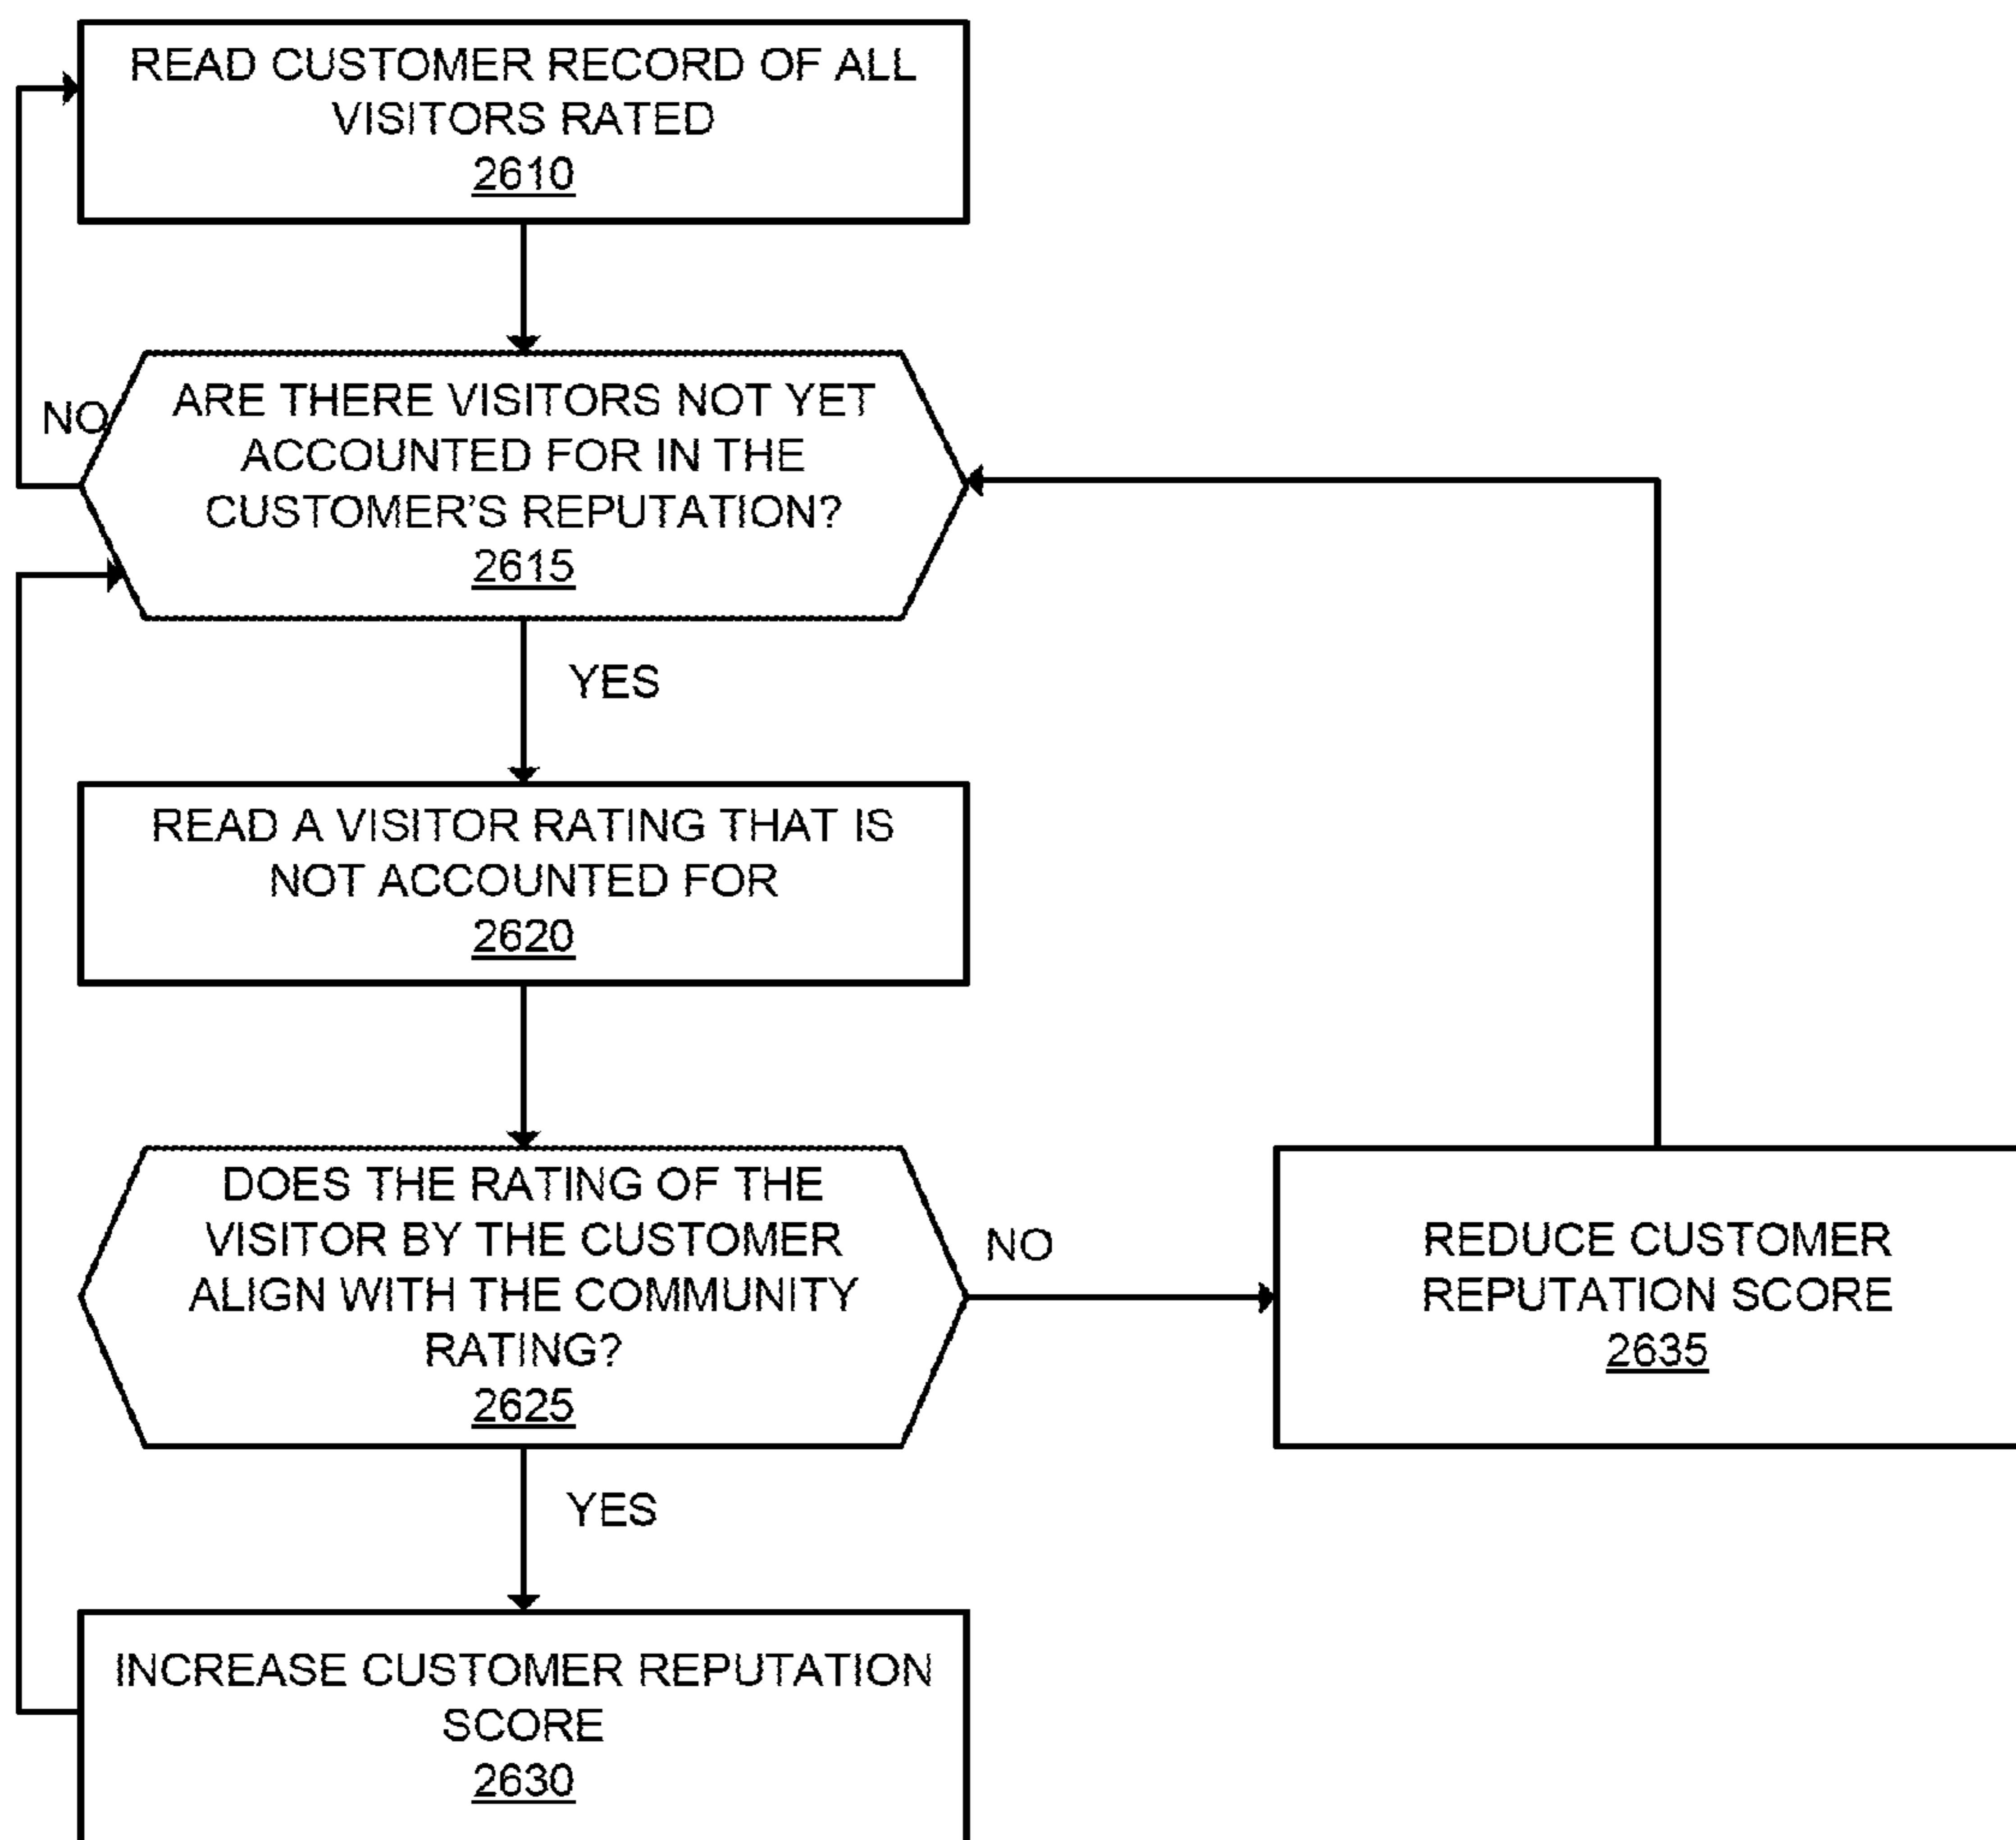 READ CUSTOMER RECORD OF ALL
VISITORS RATED
2610
NO
ARE THERE VISITORS NOT YET
ACCOUNTED FOR IN THE
CUSTOMER'S REPUTATION?
2615
YES
READ A VISITOR RATING THAT IS
NOT ACCOUNTED FOR
2620
DOES THE RATING OF THE
VISITOR BY THE CUSTOMER
ALIGN WITH THE COMMUNITY
RATING?
2625
NO
REDUCE CUSTOMER
REPUTATION SCORE
2635
YES
INCREASE CUSTOMER REPUTATION
SCORE
2630